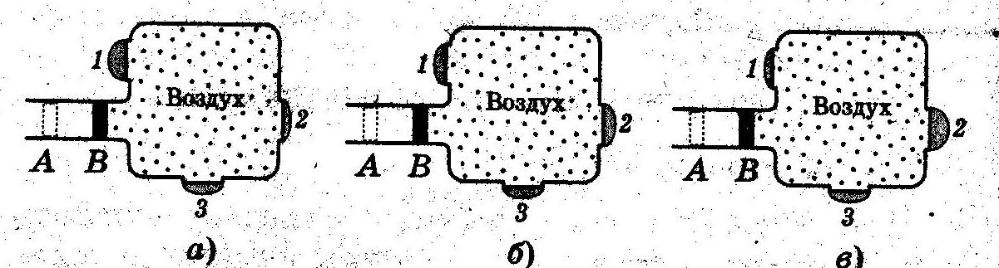 1 Воздух 2 A B 3 а)
1 Воздух 2 A B 3 б)
1 Воздух 2 A B 3 в)